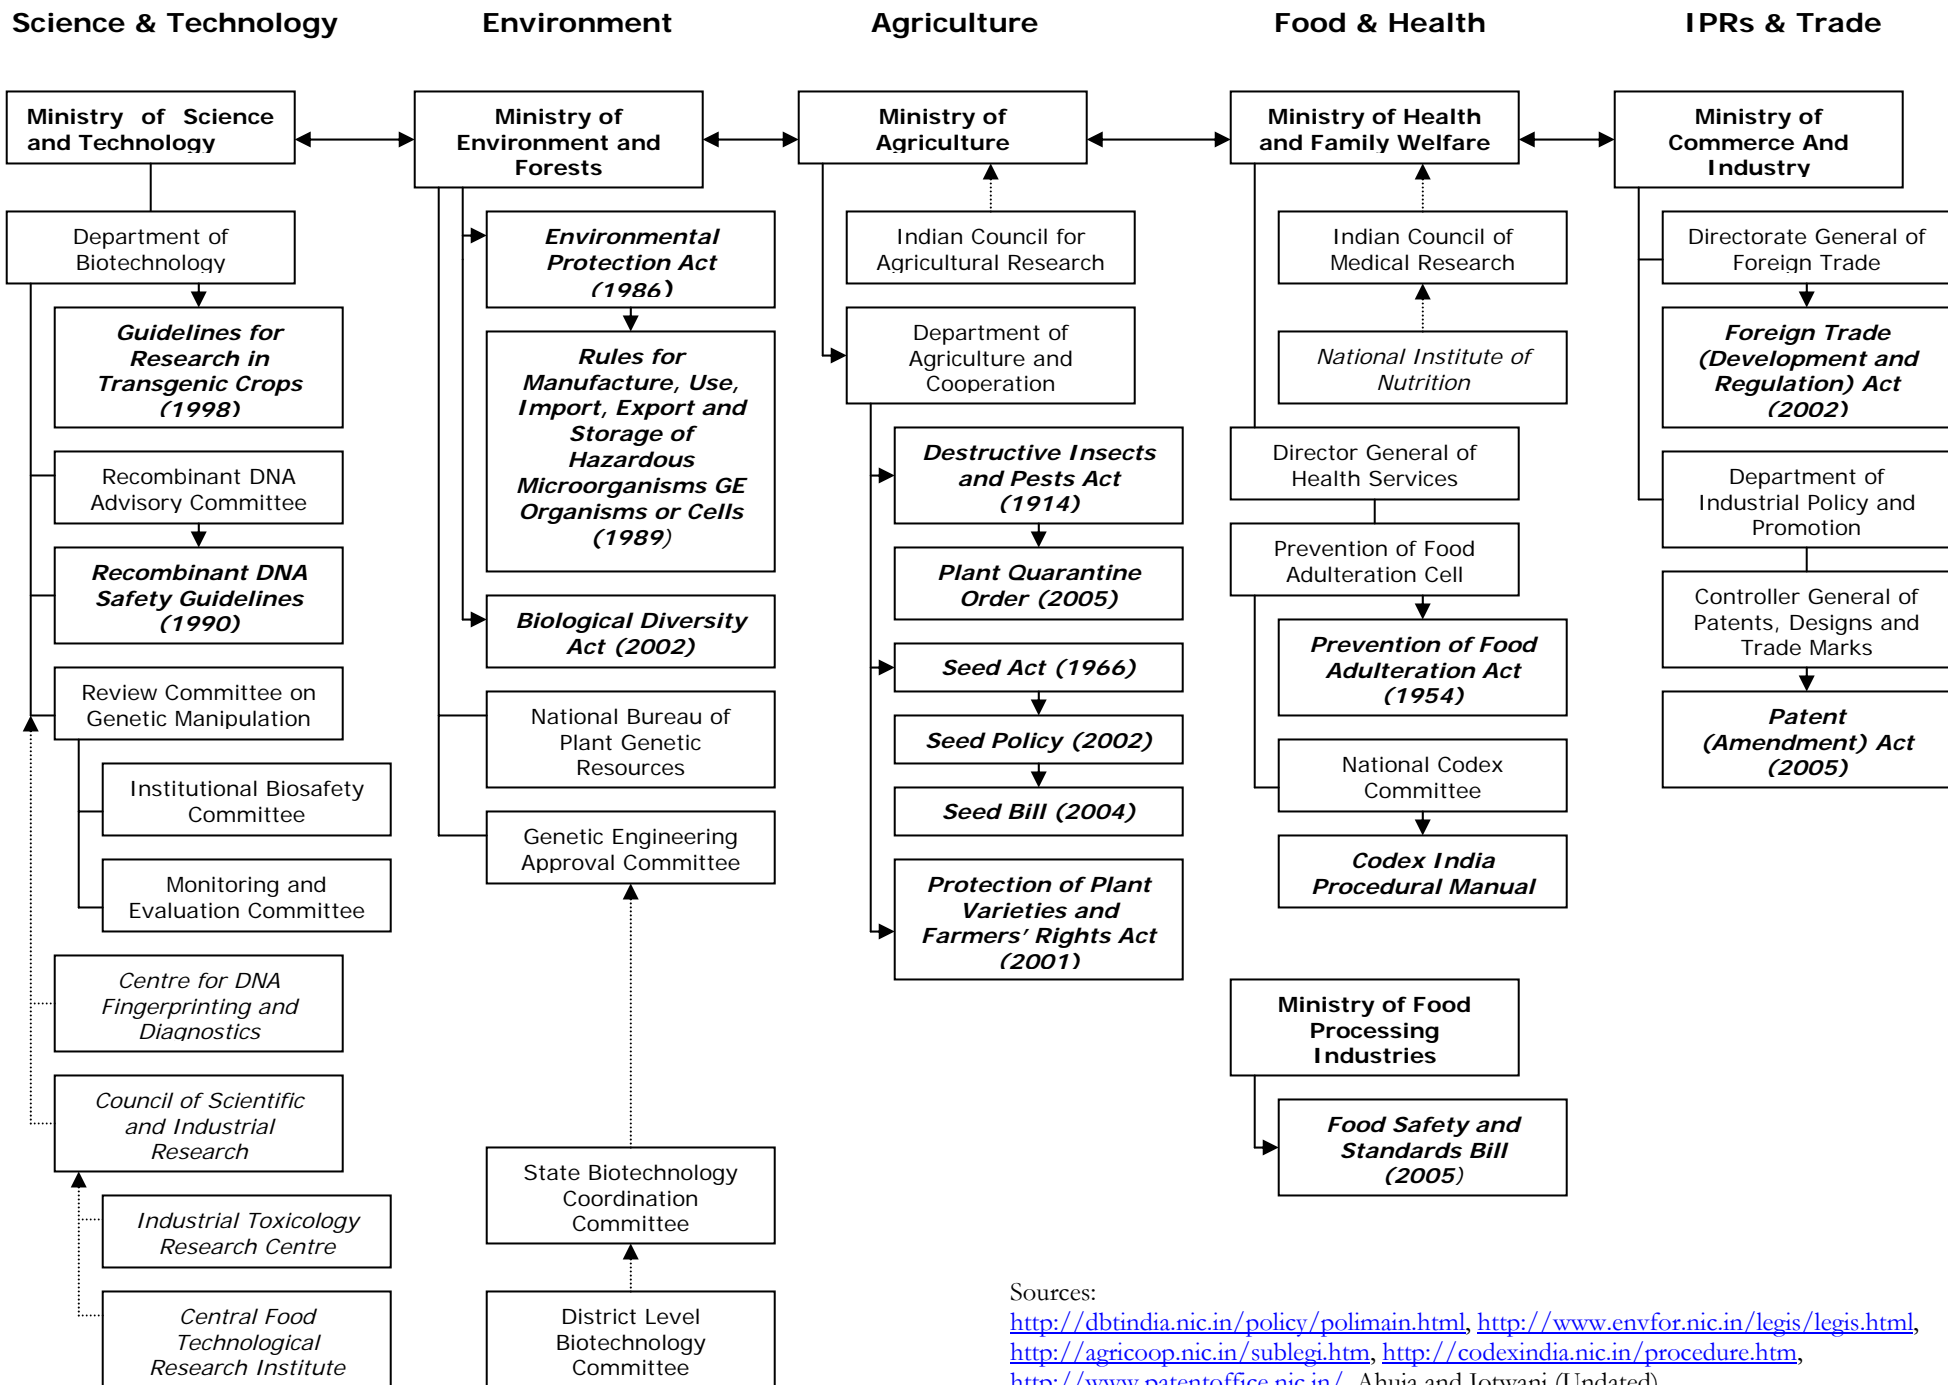 Science & Technology
Environment
Agriculture
Food & Health
IPRs & Trade
Ministry of Science
and Technology
Department of
Biotechnology
Guidelines for
Research in
Transgenic Crops
(1998)
Recombinant DNA
Advisory Committee
Recombinant DNA
Safety Guidelines
(1990)
Review Committee on
Genetic Manipulation
Institutional Biosafety
Committee
Monitoring and
Evaluation Committee
Centre for DNA
Fingerprinting and
Diagnostics
Council of Scientific
and Industrial
Research
Industrial Toxicology
Research Centre
Central Food
Technological
Research Institute
Ministry of
Environment and
Forests
Environmental
Protection Act
(1986)
Rules for
Manufacture, Use,
Import, Export and
Storage of
Hazardous
Microorganisms GE
Organisms or Cells
(1989)
Biological Diversity
Act (2002)
National Bureau of
Plant Genetic
Resources
Genetic Engineering
Approval Committee
State Biotechnology
Coordination
Committee
District Level
Biotechnology
Committee
Ministry of
Agriculture
Indian Council for
Agricultural Research
Department of
Agriculture and
Cooperation
Destructive Insects
and Pests Act
(1914)
Plant Quarantine
Order (2005)
Seed Act (1966)
Seed Policy (2002)
Seed Bill (2004)
Protection of Plant
Varieties and
Farmers' Rights Act
(2001)
Ministry of Health
and Family Welfare
Indian Council of
Medical Research
National Institute of
Nutrition
Director General of
Health Services
Prevention of Food
Adulteration Cell
Prevention of Food
Adulteration Act
(1954)
National Codex
Committee
Codex India
Procedural Manual
Ministry of Food
Processing
Industries
Food Safety and
Standards Bill
(2005)
Ministry of
Commerce And
Industry
Directorate General of
Foreign Trade
Foreign Trade
(Development and
Regulation) Act
(2002)
Department of
Industrial Policy and
Promotion
Controller General of
Patents, Designs and
Trade Marks
Patent
(Amendment) Act
(2005)
Sources:
http://dbtindia.nic.in/policy/polimain.html, http://www.envfor.nic.in/legis/legis.html,
http://agricoop.nic.in/sublegi.htm, http://codexindia.nic.in/procedure.htm,
http://www.patentoffice.nic.in/, Ahuja and Jotwani (Undated)